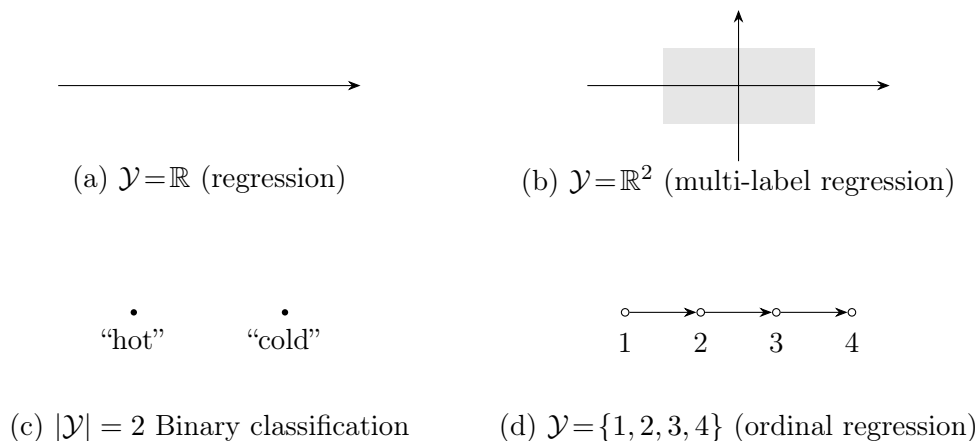 (a) 𝒴=ℝ (regression)
(b) 𝒴=ℝ² (multi-label regression)
“hot” “cold”
1 2 3 4
(c) |𝒴| = 2 Binary classification
(d) 𝒴={1, 2, 3, 4} (ordinal regression)